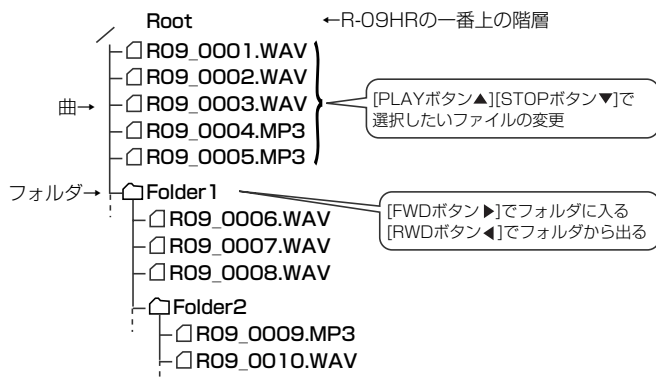 Root ←R-09HRの一番上の階層
R09_0001.WAV
R09_0002.WAV
曲→ R09_0003.WAV
R09_0004.MP3
R09_0005.MP3
[PLAYボタン▲][STOPボタン▼]で
選択したいファイルの変更
フォルダ→ Folder1
R09_0006.WAV
R09_0007.WAV
R09_0008.WAV
[FWDボタン▶]でフォルダに入る
[RWDボタン◀]でフォルダから出る
Folder2
R09_0009.MP3
R09_0010.WAV